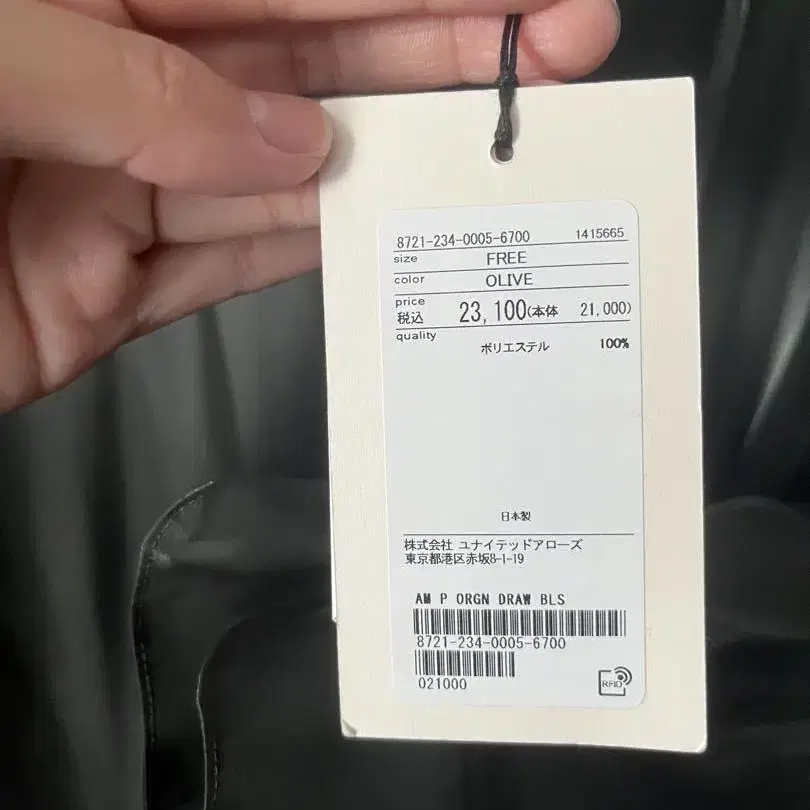 8721-234-0005-6700 1415665
size FREE
color OLIVE
price
税込 23,100(本体 21,000)
quality
ポリエステル 100%
日本製
株式会社 ユナイテッドアローズ
東京都港区赤坂8-1-19
AM P ORGN DRAW BLS
8721-234-0005-6700
021000
RFID